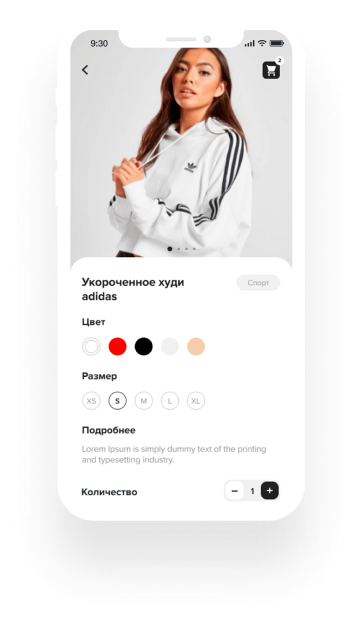 9:30
2
Укороченное худи
adidas
Спорт
Цвет
Размер
XS S M L XL
Подробнее
Lorem Ipsum is simply dummy text of the printing
and typesetting industry.
Количество
− 1 +